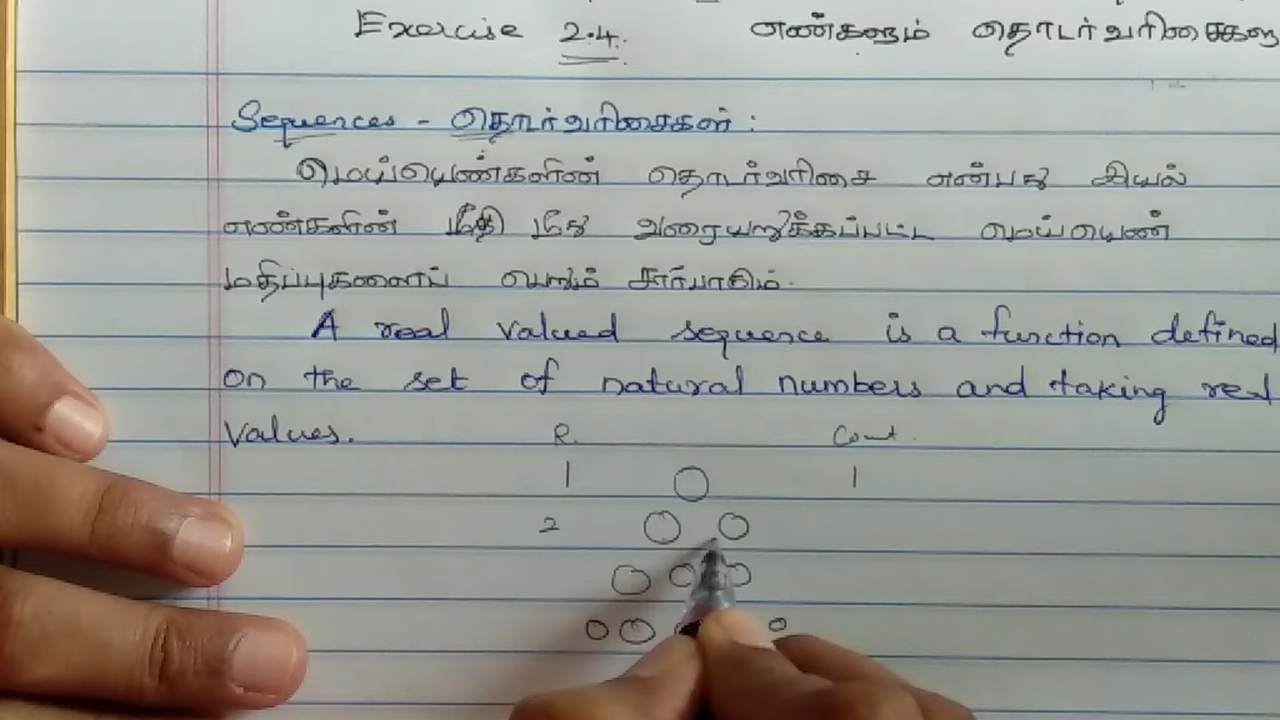 Exercise 2.4. எண்களும் தொடர்வரிசைகளு
Sequences - தொடர்வரிசைகள் :
மெய்யெண்களின் தொடர்வரிசை என்பது இயல்
எண்களின் மீது வரையறுக்கப்பட்ட மெய்யெண்
மதிப்புகளைப் பெறும் சார்பாகும்.
A real valued sequence is a function defined
on the set of natural numbers and taking real
Values. R. Count.
1 1
2